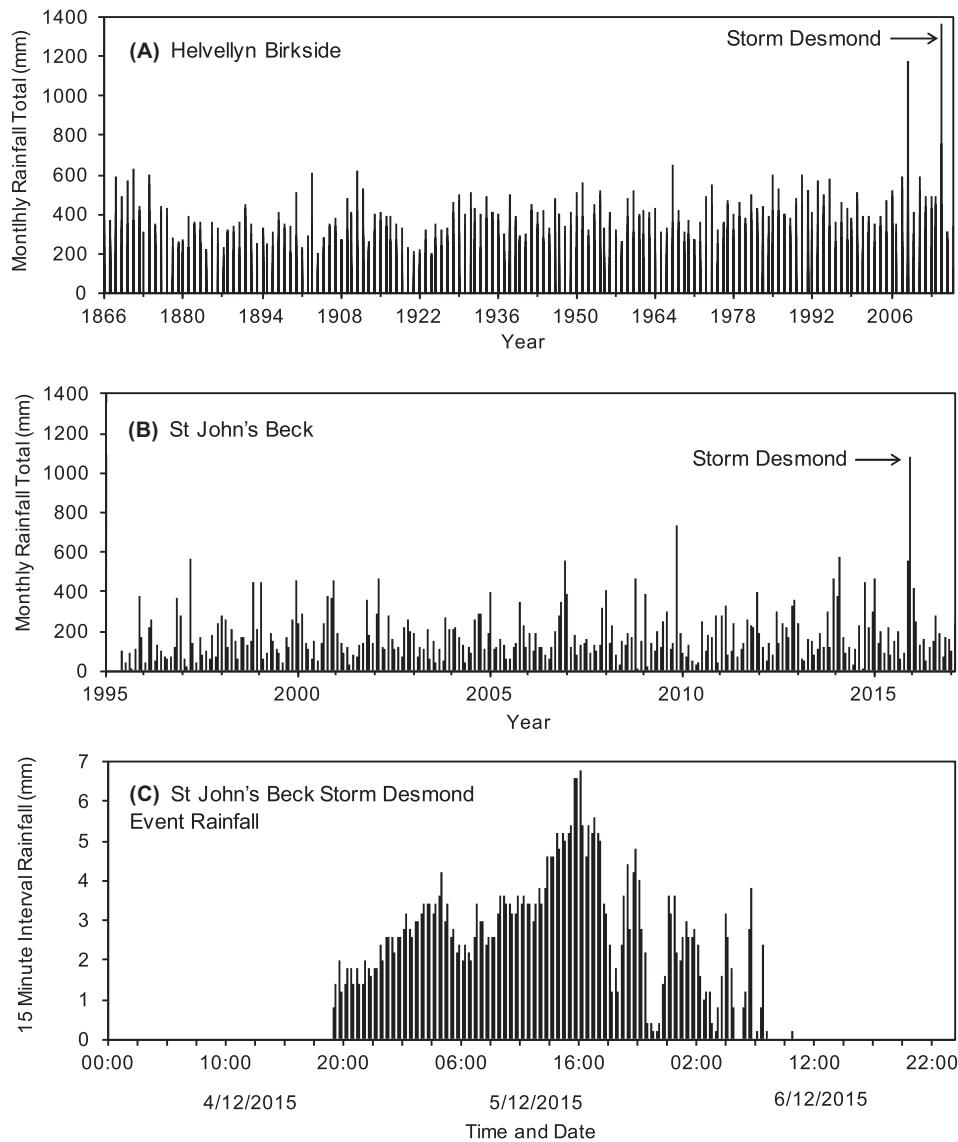 Monthly Rainfall Total (mm)
1400
1200
1000
800
600
400
200
0
(A) Helvellyn Birkside
Storm Desmond
1866 1880 1894 1908 1922 1936 1950 1964 1978 1992 2006
Year
Monthly Rainfall Total (mm)
1400
1200
1000
800
600
400
200
0
(B) St John's Beck
Storm Desmond
1995 2000 2005 2010 2015
Year
15 Minute Interval Rainfall (mm)
7
6
5
4
3
2
1
0
(C) St John's Beck Storm Desmond
Event Rainfall
00:00 10:00 20:00 06:00 16:00 02:00 12:00 22:00
4/12/2015 5/12/2015 6/12/2015
Time and Date